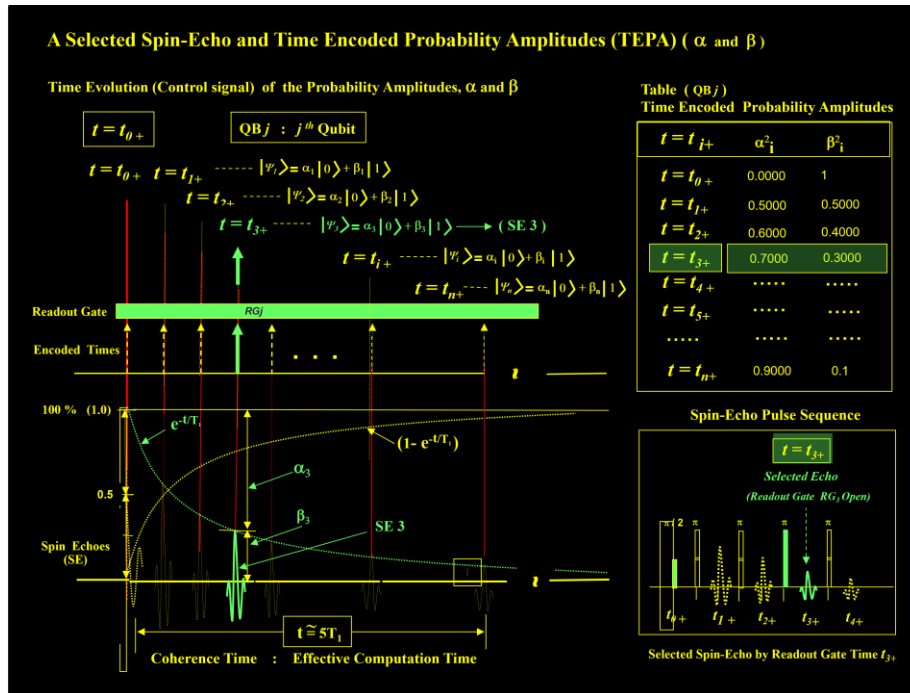 A Selected Spin-Echo and Time Encoded Probability Amplitudes (TEPA) ( α and β )
Time Evolution (Control signal) of the Probability Amplitudes, α and β
t = t0+
QB j : j th Qubit
t = t0+ t = t1+ ------ |Ψ1>= α1|0>+ β1|1>
t = t2+ ------ |Ψ2>= α2|0>+ β2|1>
t = t3+ ----- |Ψ3>= α3|0>+ β3|1> → ( SE 3 )
t = ti+ ---- |Ψi>= αi|0>+ βi|1>
t = tn+ --- |Ψn>= αn|0>+ βn|1>
Readout Gate
RGj
Encoded Times
. . .
≀
100 % (1.0)
e-t/T1
(1- e-t/T1)
α3
0.5
β3
SE 3
Spin Echoes
(SE)
≀
t ≅ 5T1
Coherence Time : Effective Computation Time
Table ( QB j )
Time Encoded Probability Amplitudes
t = t i+ α2i β2i
t = t0+ 0.0000 1
t = t1+ 0.5000 0.5000
t = t2+ 0.6000 0.4000
t = t3+ 0.7000 0.3000
t = t4+ ..... .....
t = t5+ ..... .....
..... ..... .....
t = tn+ 0.9000 0.1
Spin-Echo Pulse Sequence
t = t3+
Selected Echo
(Readout Gate RG3 Open)
π / 2 π π π π
t0+ t1+ t2+ t3+ t4+
Selected Spin-Echo by Readout Gate Time t3+